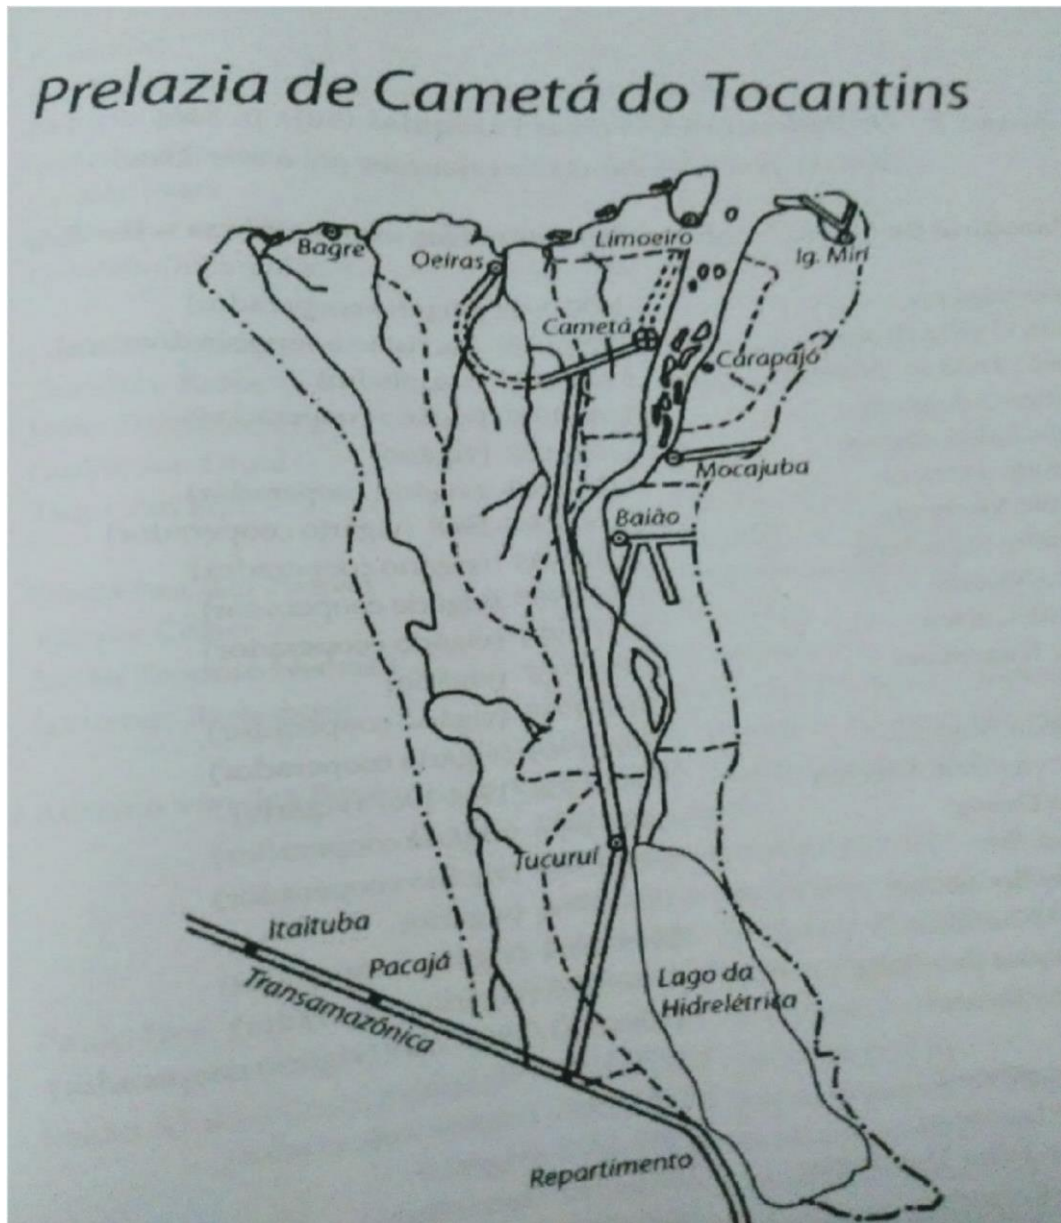 Prelazia de Cametá do Tocantins
Bagre
Oeiras
Limoeiro
Ig. Miri
Cametá
Carapajó
Mocajuba
Baião
Tucuruí
Itaituba
Pacajá
Transamazônica
Lago da
Hidrelétrica
Repartimento